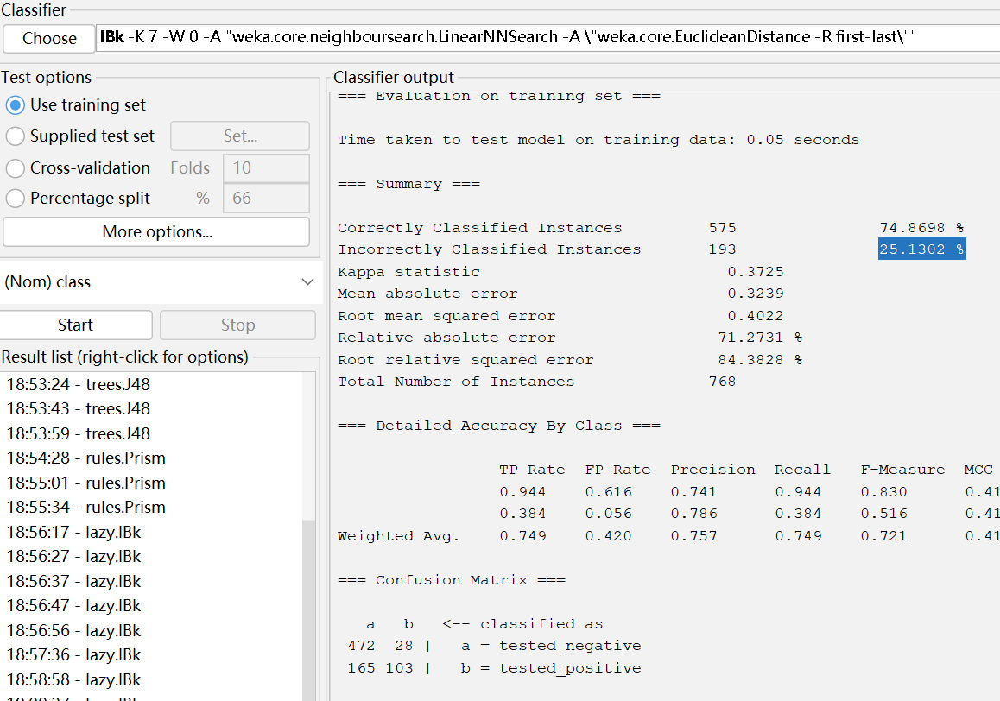 Classifier
Choose IBk -K 7 -W 0 -A "weka.core.neighboursearch.LinearNNSearch -A \"weka.core.EuclideanDistance -R first-last\""
Test options
Use training set
Supplied test set Set...
Cross-validation Folds 10
Percentage split % 66
More options...
(Nom) class
Start Stop
Result list (right-click for options)
18:53:24 - trees.J48
18:53:43 - trees.J48
18:53:59 - trees.J48
18:54:28 - rules.Prism
18:55:01 - rules.Prism
18:55:34 - rules.Prism
18:56:17 - lazy.IBk
18:56:27 - lazy.IBk
18:56:37 - lazy.IBk
18:56:47 - lazy.IBk
18:56:56 - lazy.IBk
18:57:36 - lazy.IBk
18:58:58 - lazy.IBk
Classifier output
=== Evaluation on training set ===
Time taken to test model on training data: 0.05 seconds
=== Summary ===
Correctly Classified Instances 575 74.8698 %
Incorrectly Classified Instances 193 25.1302 %
Kappa statistic 0.3725
Mean absolute error 0.3239
Root mean squared error 0.4022
Relative absolute error 71.2731 %
Root relative squared error 84.3828 %
Total Number of Instances 768
=== Detailed Accuracy By Class ===
TP Rate FP Rate Precision Recall F-Measure MCC
0.944 0.616 0.741 0.944 0.830 0.41
0.384 0.056 0.786 0.384 0.516 0.41
Weighted Avg. 0.749 0.420 0.757 0.749 0.721 0.41
=== Confusion Matrix ===
a b <-- classified as
472 28 | a = tested_negative
165 103 | b = tested_positive